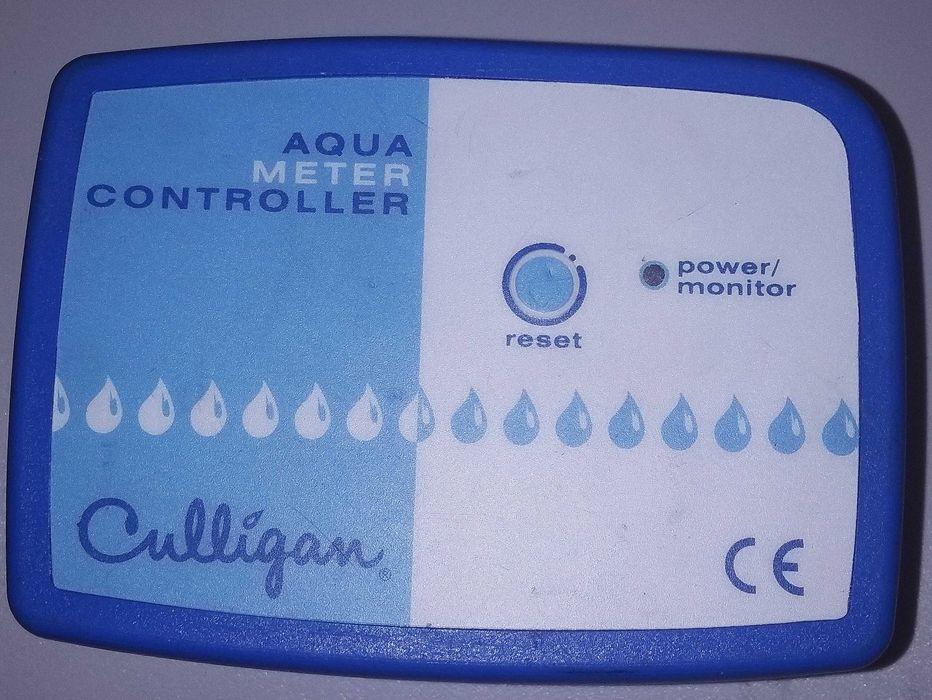 AQUA
METER
CONTROLLER
reset
power/
monitor
Culligan®
CE